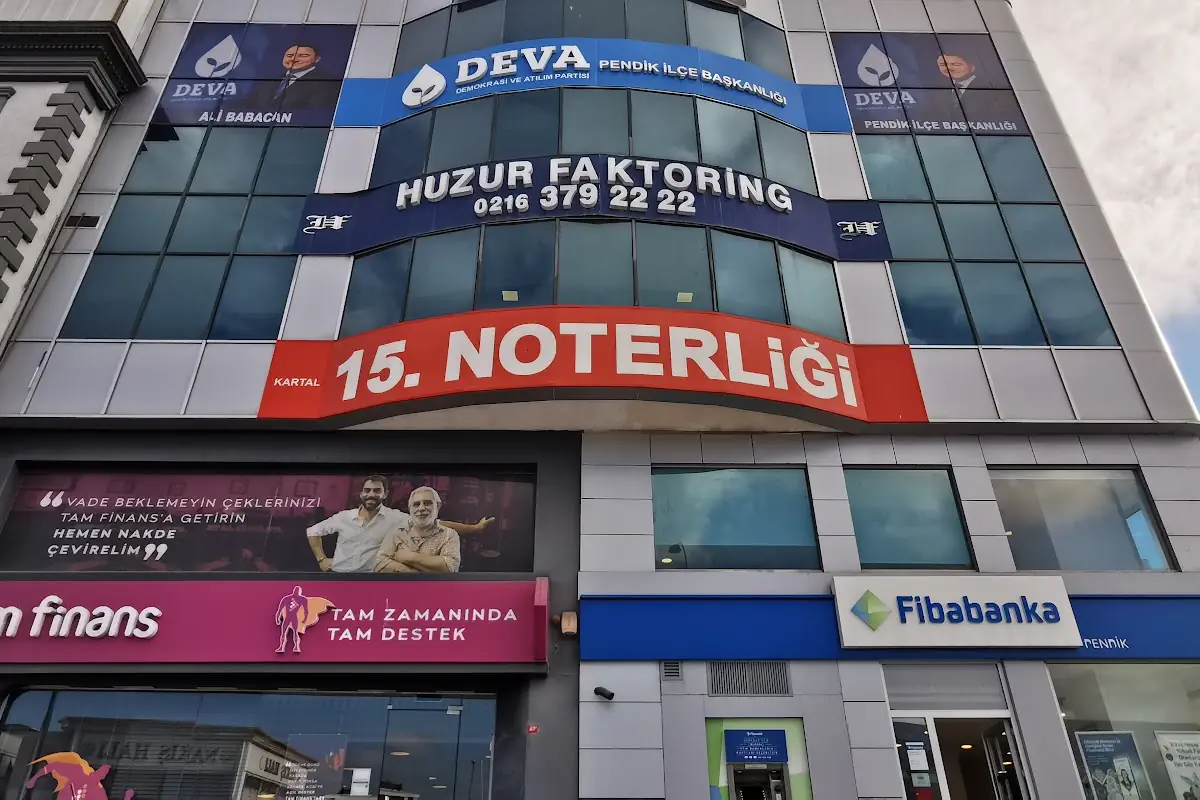 DEVA
ALİ BABACAN
DEVA
DEMOKRASİ VE ATILIM PARTİSİ
PENDİK İLÇE BAŞKANLIĞI
DEVA
PENDİK İLÇE BAŞKANLIĞI
HUZUR FAKTORİNG
0216 379 22 22
KARTAL
15. NOTERLİĞİ
“VADE BEKLEMEYİN ÇEKLERİNİZİ
TAM FİNANS'A GETİRİN
HEMEN NAKDE
ÇEVİRELİM”
m finans
TAM ZAMANINDA
TAM DESTEK
Fibabanka
PENDİK